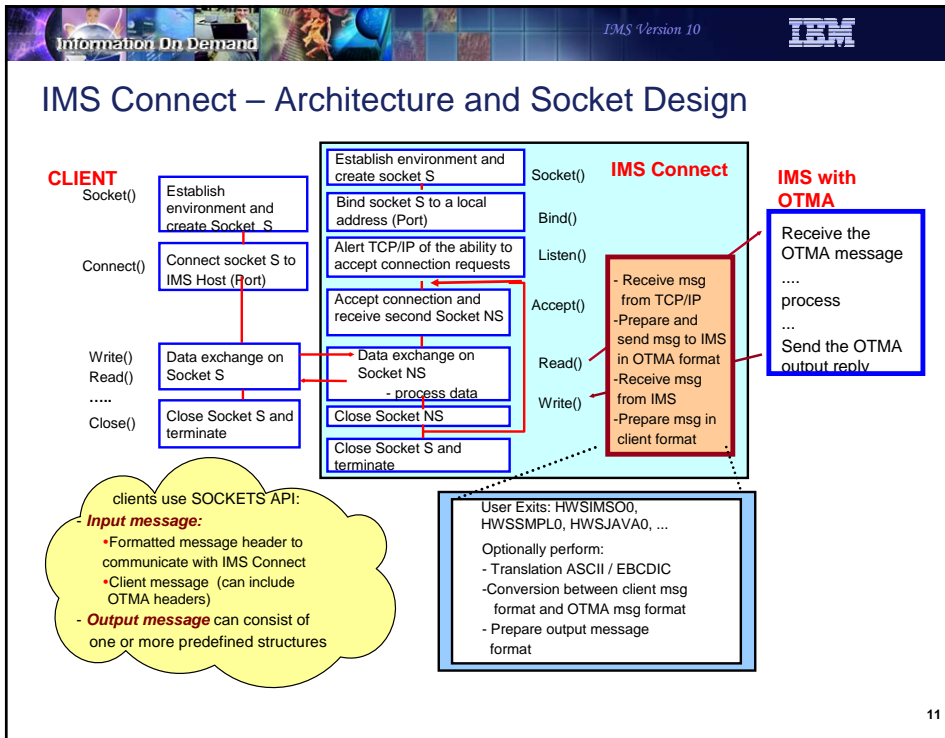 Information On Demand
IMS Version 10
IBM
IMS Connect – Architecture and Socket Design
CLIENT
Socket()
Establish
environment and
create Socket S
Connect()
Connect socket S to
IMS Host (Port)
Write()
Read()
.....
Data exchange on
Socket S
Close()
Close Socket S and
terminate
Establish environment and
create socket S
Socket()
IMS Connect
Bind socket S to a local
address (Port)
Bind()
Alert TCP/IP of the ability to
accept connection requests
Listen()
Accept connection and
receive second Socket NS
Accept()
Data exchange on
Socket NS
- process data
Read()
Write()
Close Socket NS
Close Socket S and
terminate
- Receive msg
from TCP/IP
-Prepare and
send msg to IMS
in OTMA format
-Receive msg
from IMS
-Prepare msg in
client format
IMS with
OTMA
Receive the
OTMA message
....
process
...
Send the OTMA
output reply
clients use SOCKETS API:
- Input message:
•Formatted message header to
communicate with IMS Connect
•Client message (can include
OTMA headers)
- Output message can consist of
one or more predefined structures
User Exits: HWSIMSO0,
HWSSMPL0, HWSJAVA0, ...
Optionally perform:
- Translation ASCII / EBCDIC
-Conversion between client msg
format and OTMA msg format
- Prepare output message
format
11